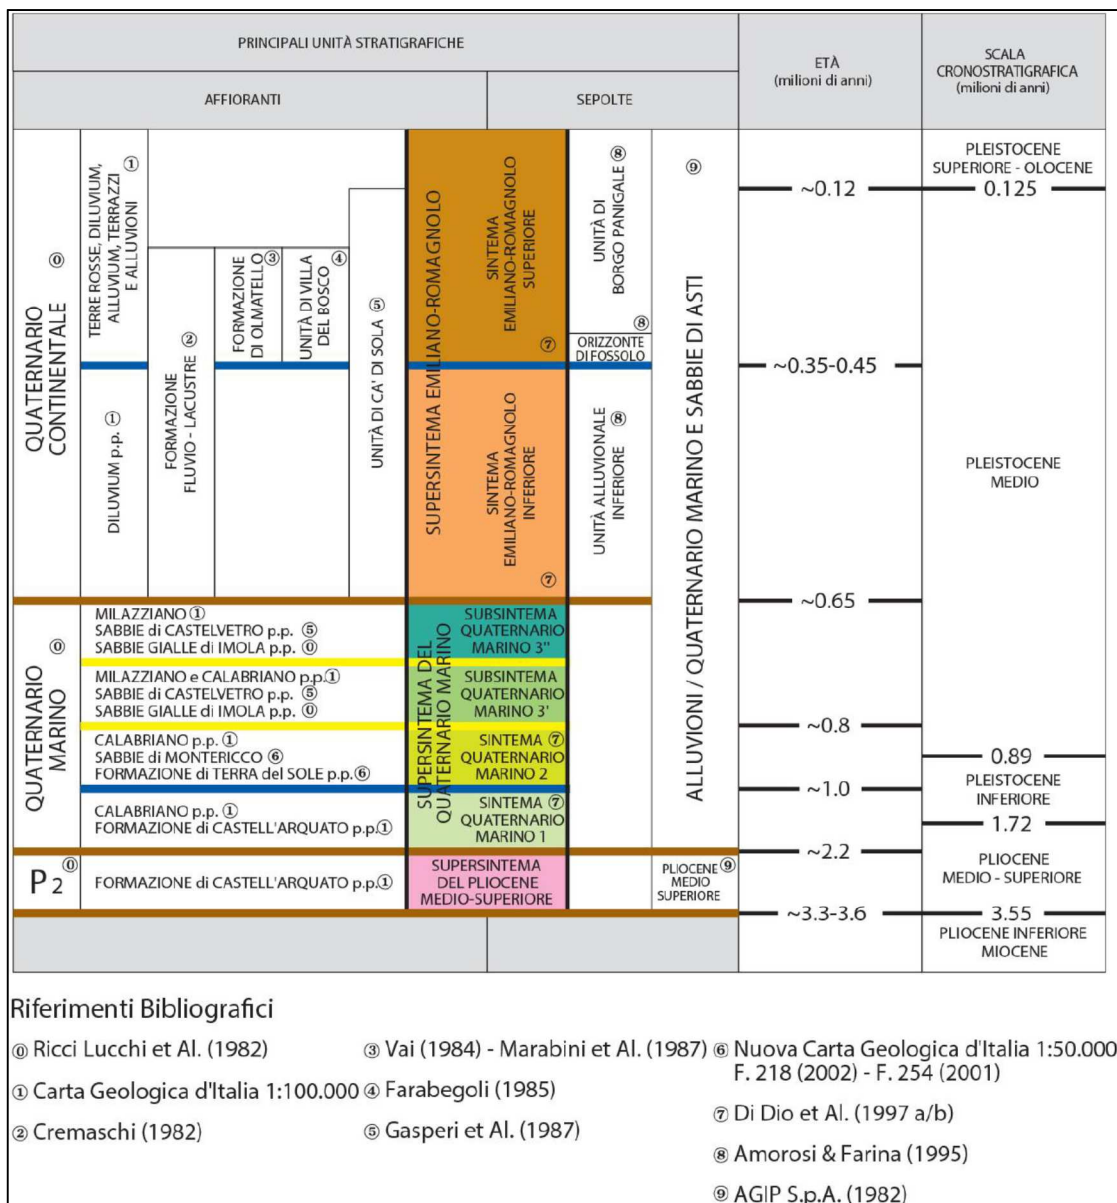 PRINCIPALI UNITÀ STRATIGRAFICHE
AFFIORANTI
SEPOLTE
ETÀ
(milioni di anni)
SCALA
CRONOSTRATIGRAFICA
(milioni di anni)
QUATERNARIO
CONTINENTALE ⓪
TERRE ROSSE, DILUVIUM,
ALLUVIUM, TERRAZZI
E ALLUVIONI ①
DILUVIUM p.p. ①
FORMAZIONE
FLUVIO - LACUSTRE ②
FORMAZIONE
DI OLMATELLO ③
UNITÀ DI VILLA
DEL BOSCO ④
UNITÀ DI CA' DI SOLA ⑤
SUPERSINTEMA EMILIANO-ROMAGNOLO
SINTEMA
EMILIANO-ROMAGNOLO
SUPERIORE
⑦
SINTEMA
EMILIANO-ROMAGNOLO
INFERIORE
⑦
UNITÀ DI
BORGO PANIGALE ⑧
⑧
ORIZZONTE
DI FOSSOLO
UNITÀ ALLUVIONALE
INFERIORE ⑧
ALLUVIONI / QUATERNARIO MARINO E SABBIE DI ASTI
⑨
~0.12
~0.35-0.45
~0.65
~0.8
~1.0
~2.2
~3.3-3.6
PLEISTOCENE
SUPERIORE - OLOCENE
0.125
PLEISTOCENE
MEDIO
0.89
PLEISTOCENE
INFERIORE
1.72
PLIOCENE
MEDIO - SUPERIORE
3.55
PLIOCENE INFERIORE
MIOCENE
QUATERNARIO
MARINO ⓪
MILAZZIANO ①
SABBIE di CASTELVETRO p.p. ⑤
SABBIE GIALLE di IMOLA p.p. ⓪
MILAZZIANO e CALABRIANO p.p.①
SABBIE di CASTELVETRO p.p. ⑤
SABBIE GIALLE di IMOLA p.p. ⓪
CALABRIANO p.p. ①
SABBIE di MONTERICCO ⑥
FORMAZIONE di TERRA del SOLE p.p.⑥
CALABRIANO p.p. ①
FORMAZIONE di CASTELL'ARQUATO p.p.①
SUPERSINTEMA DEL
QUATERNARIO MARINO
SUBSINTEMA
QUATERNARIO
MARINO 3''
SUBSINTEMA
QUATERNARIO
MARINO 3'
SINTEMA ⑦
QUATERNARIO
MARINO 2
SINTEMA ⑦
QUATERNARIO
MARINO 1
P2 ⓪
FORMAZIONE di CASTELL'ARQUATO p.p.①
SUPERSINTEMA
DEL PLIOCENE
MEDIO-SUPERIORE
PLIOCENE ⑨
MEDIO
SUPERIORE
Riferimenti Bibliografici
⓪ Ricci Lucchi et Al. (1982)
① Carta Geologica d'Italia 1:100.000
② Cremaschi (1982)
③ Vai (1984) - Marabini et Al. (1987)
④ Farabegoli (1985)
⑤ Gasperi et Al. (1987)
⑥ Nuova Carta Geologica d'Italia 1:50.000
F. 218 (2002) - F. 254 (2001)
⑦ Di Dio et Al. (1997 a/b)
⑧ Amorosi & Farina (1995)
⑨ AGIP S.p.A. (1982)